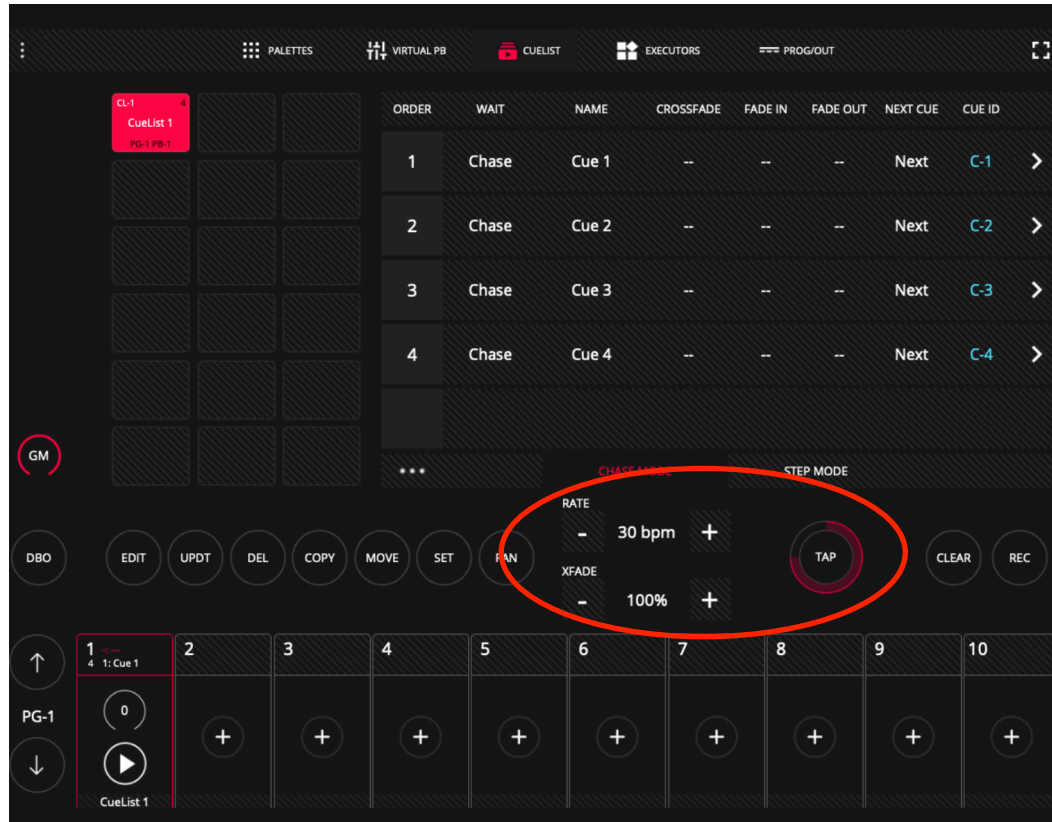 PALETTES VIRTUAL PB CUELIST EXECUTORS PROG/OUT
CL-1 4
CueList 1
PG-1 PB-1
ORDER WAIT NAME CROSSFADE FADE IN FADE OUT NEXT CUE CUE ID
1 Chase Cue 1 -- -- -- Next C-1
2 Chase Cue 2 -- -- -- Next C-2
3 Chase Cue 3 -- -- -- Next C-3
4 Chase Cue 4 -- -- -- Next C-4
GM
CHASE MODE STEP MODE
RATE
- 30 bpm +
DBO EDIT UPDT DEL COPY MOVE SET FAN TAP CLEAR REC
XFADE
- 100% +
1 <:-- 2 3 4 5 6 7 8 9 10
4 1: Cue 1
PG-1 0 + + + + + + + + +
CueList 1